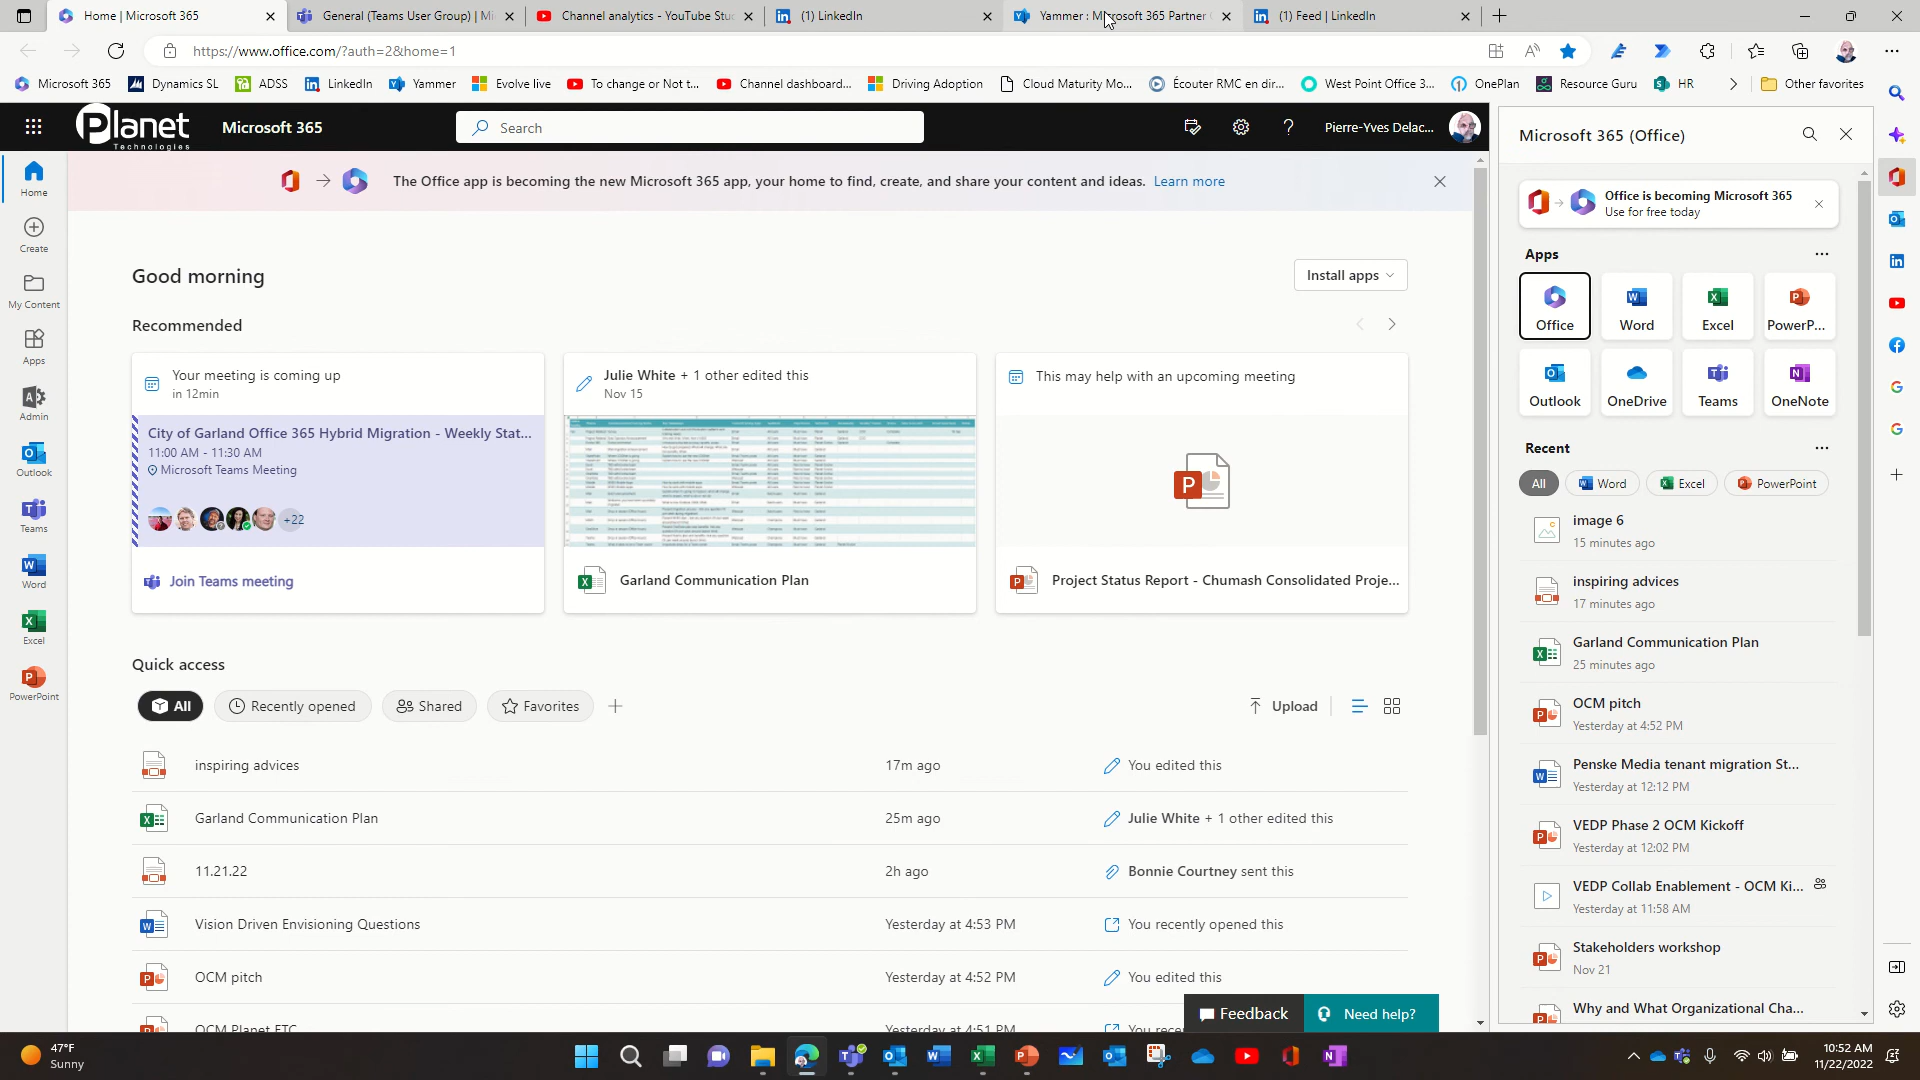 Home | Microsoft 365
General (Teams User Group) | Mi
Channel analytics - YouTube Stu
(1) LinkedIn
Yammer : Microsoft 365 Partner
(1) Feed | LinkedIn
https://www.office.com/?auth=2&home=1
Microsoft 365
Dynamics SL
ADSS
LinkedIn
Yammer
Evolve live
To change or Not t...
Channel dashboard...
Driving Adoption
Cloud Maturity Mo...
Écouter RMC en dir...
West Point Office 3...
OnePlan
Resource Guru
HR
Other favorites
Planet
Technologies
Microsoft 365
Search
Pierre-Yves Delac...
Home
Create
My Content
Apps
Admin
Outlook
Teams
Word
Excel
PowerPoint
The Office app is becoming the new Microsoft 365 app, your home to find, create, and share your content and ideas. Learn more
Good morning
Install apps
Recommended
Your meeting is coming up
in 12min
City of Garland Office 365 Hybrid Migration - Weekly Stat...
11:00 AM - 11:30 AM
Microsoft Teams Meeting
+22
Join Teams meeting
Julie White + 1 other edited this
Nov 15
Garland Communication Plan
This may help with an upcoming meeting
Project Status Report - Chumash Consolidated Proje...
Quick access
All
Recently opened
Shared
Favorites
Upload
inspiring advices
17m ago
You edited this
Garland Communication Plan
25m ago
Julie White + 1 other edited this
11.21.22
2h ago
Bonnie Courtney sent this
Vision Driven Envisioning Questions
Yesterday at 4:53 PM
You recently opened this
OCM pitch
Yesterday at 4:52 PM
You edited this
OCM Planet ETC
Yesterday at 4:51 PM
You rece
Feedback
Need help?
Microsoft 365 (Office)
Office is becoming Microsoft 365
Use for free today
Apps
Office
Word
Excel
PowerP...
Outlook
OneDrive
Teams
OneNote
Recent
All
Word
Excel
PowerPoint
image 6
15 minutes ago
inspiring advices
17 minutes ago
Garland Communication Plan
25 minutes ago
OCM pitch
Yesterday at 4:52 PM
Penske Media tenant migration St...
Yesterday at 12:12 PM
VEDP Phase 2 OCM Kickoff
Yesterday at 12:02 PM
VEDP Collab Enablement - OCM Ki...
Yesterday at 11:58 AM
Stakeholders workshop
Nov 21
Why and What Organizational Cha...
47°F
Sunny
10:52 AM
11/22/2022